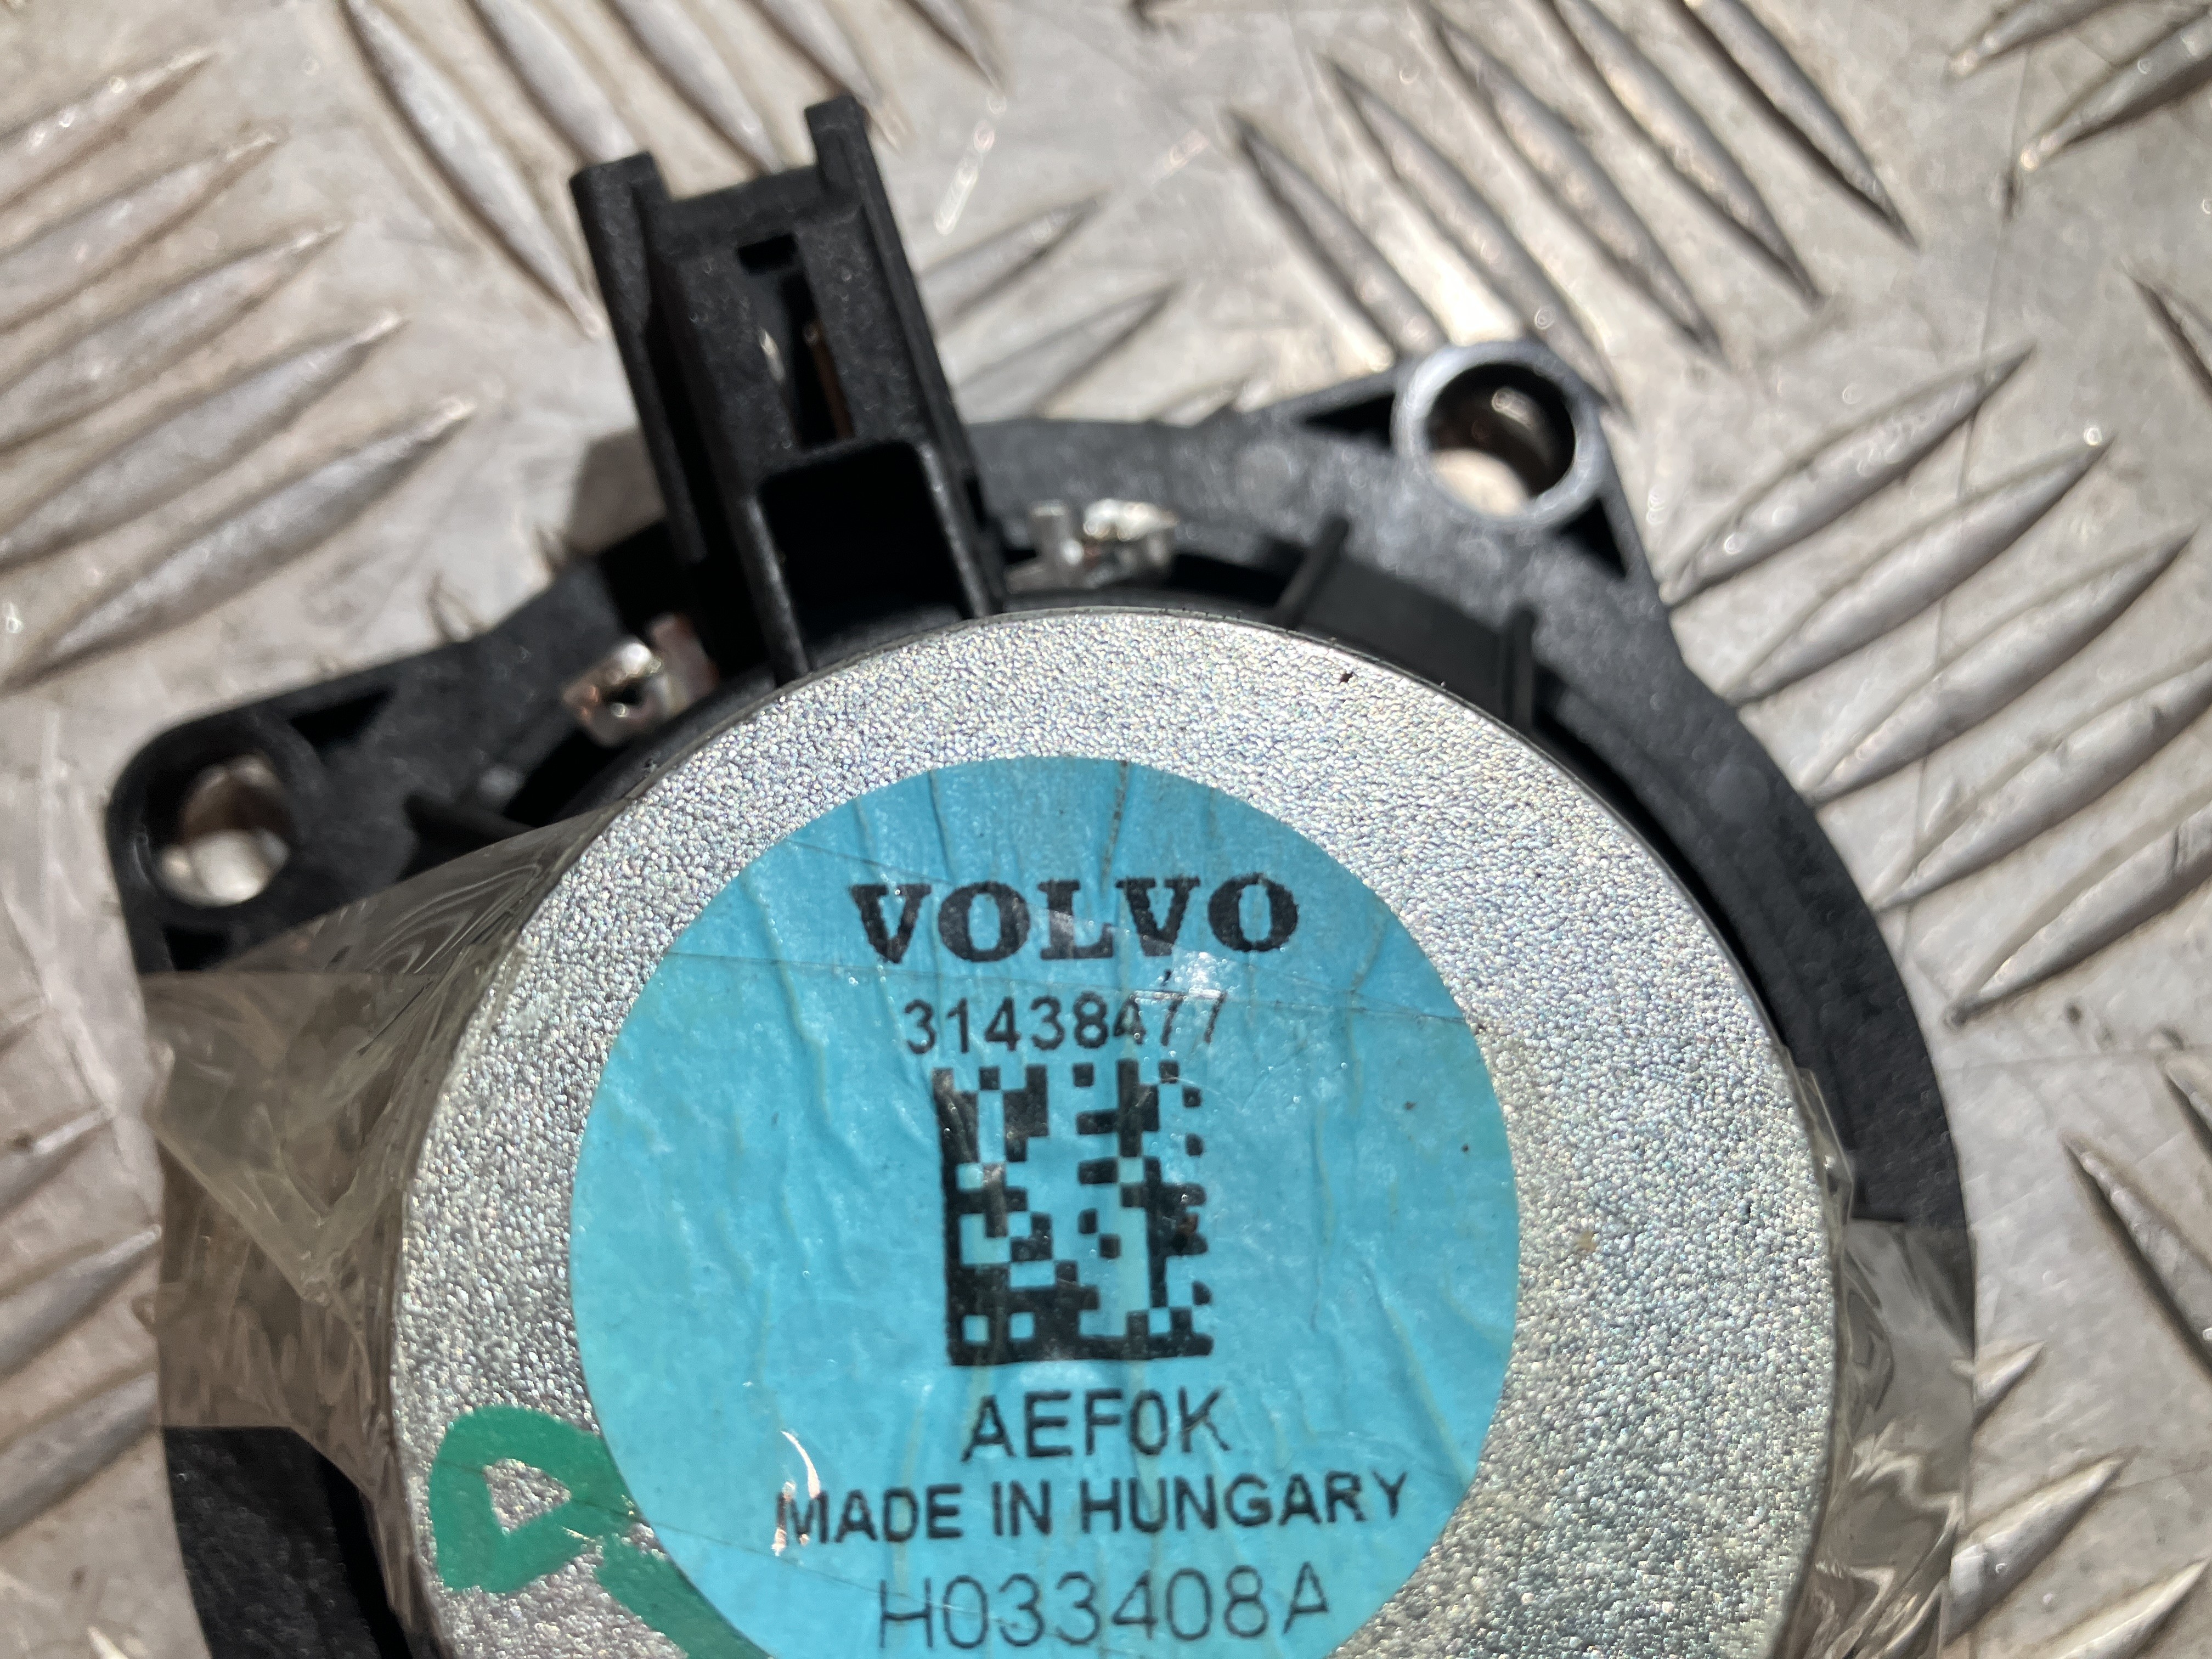 VOLVO
31438477
AEF0K
MADE IN HUNGARY
H033408A